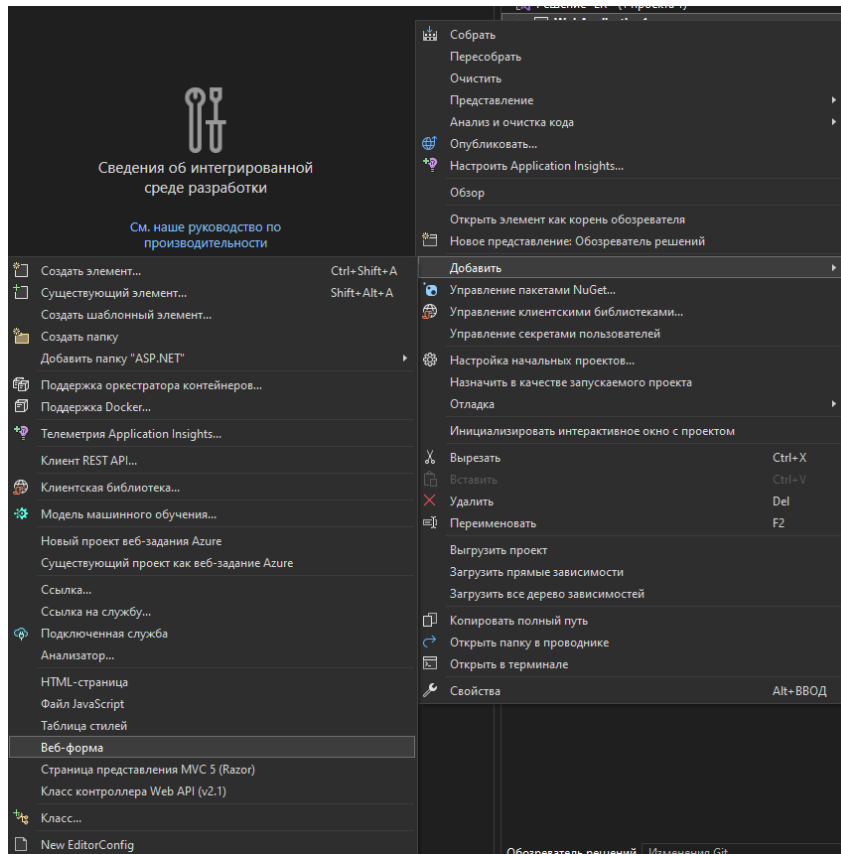 Собрать
Пересобрать
Очистить
Представление
Анализ и очистка кода
Опубликовать...
Настроить Application Insights...
Обзор
Открыть элемент как корень обозревателя
Новое представление: Обозреватель решений
Добавить
Управление пакетами NuGet...
Управление клиентскими библиотеками...
Управление секретами пользователей
Настройка начальных проектов...
Назначить в качестве запускаемого проекта
Отладка
Инициализировать интерактивное окно с проектом
Вырезать Ctrl+X
Вставить Ctrl+V
Удалить Del
Переименовать F2
Выгрузить проект
Загрузить прямые зависимости
Загрузить все дерево зависимостей
Копировать полный путь
Открыть папку в проводнике
Открыть в терминале
Свойства Alt+ВВОД
Сведения об интегрированной
среде разработки
См. наше руководство по
производительности
Создать элемент... Ctrl+Shift+A
Существующий элемент... Shift+Alt+A
Создать шаблонный элемент...
Создать папку
Добавить папку "ASP.NET"
Поддержка оркестратора контейнеров...
Поддержка Docker...
Телеметрия Application Insights...
Клиент REST API...
Клиентская библиотека...
Модель машинного обучения...
Новый проект веб-задания Azure
Существующий проект как веб-задание Azure
Ссылка...
Ссылка на службу...
Подключенная служба
Анализатор...
HTML-страница
Файл JavaScript
Таблица стилей
Веб-форма
Страница представления MVC 5 (Razor)
Класс контроллера Web API (v2.1)
Класс...
New EditorConfig
Обозреватель решений Изменения Git